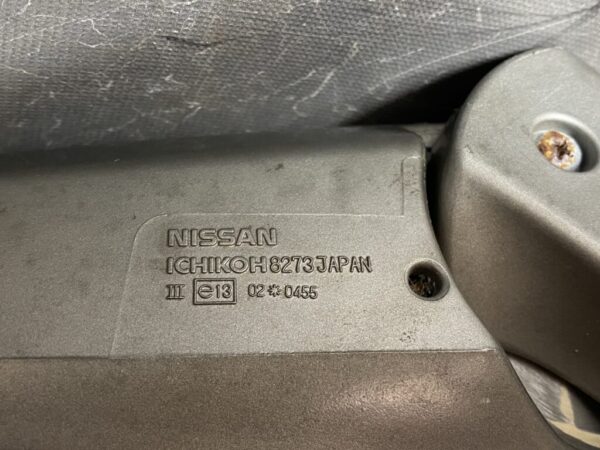 NISSAN
ICHIKOH 8273 JAPAN
III e13 02☼0455